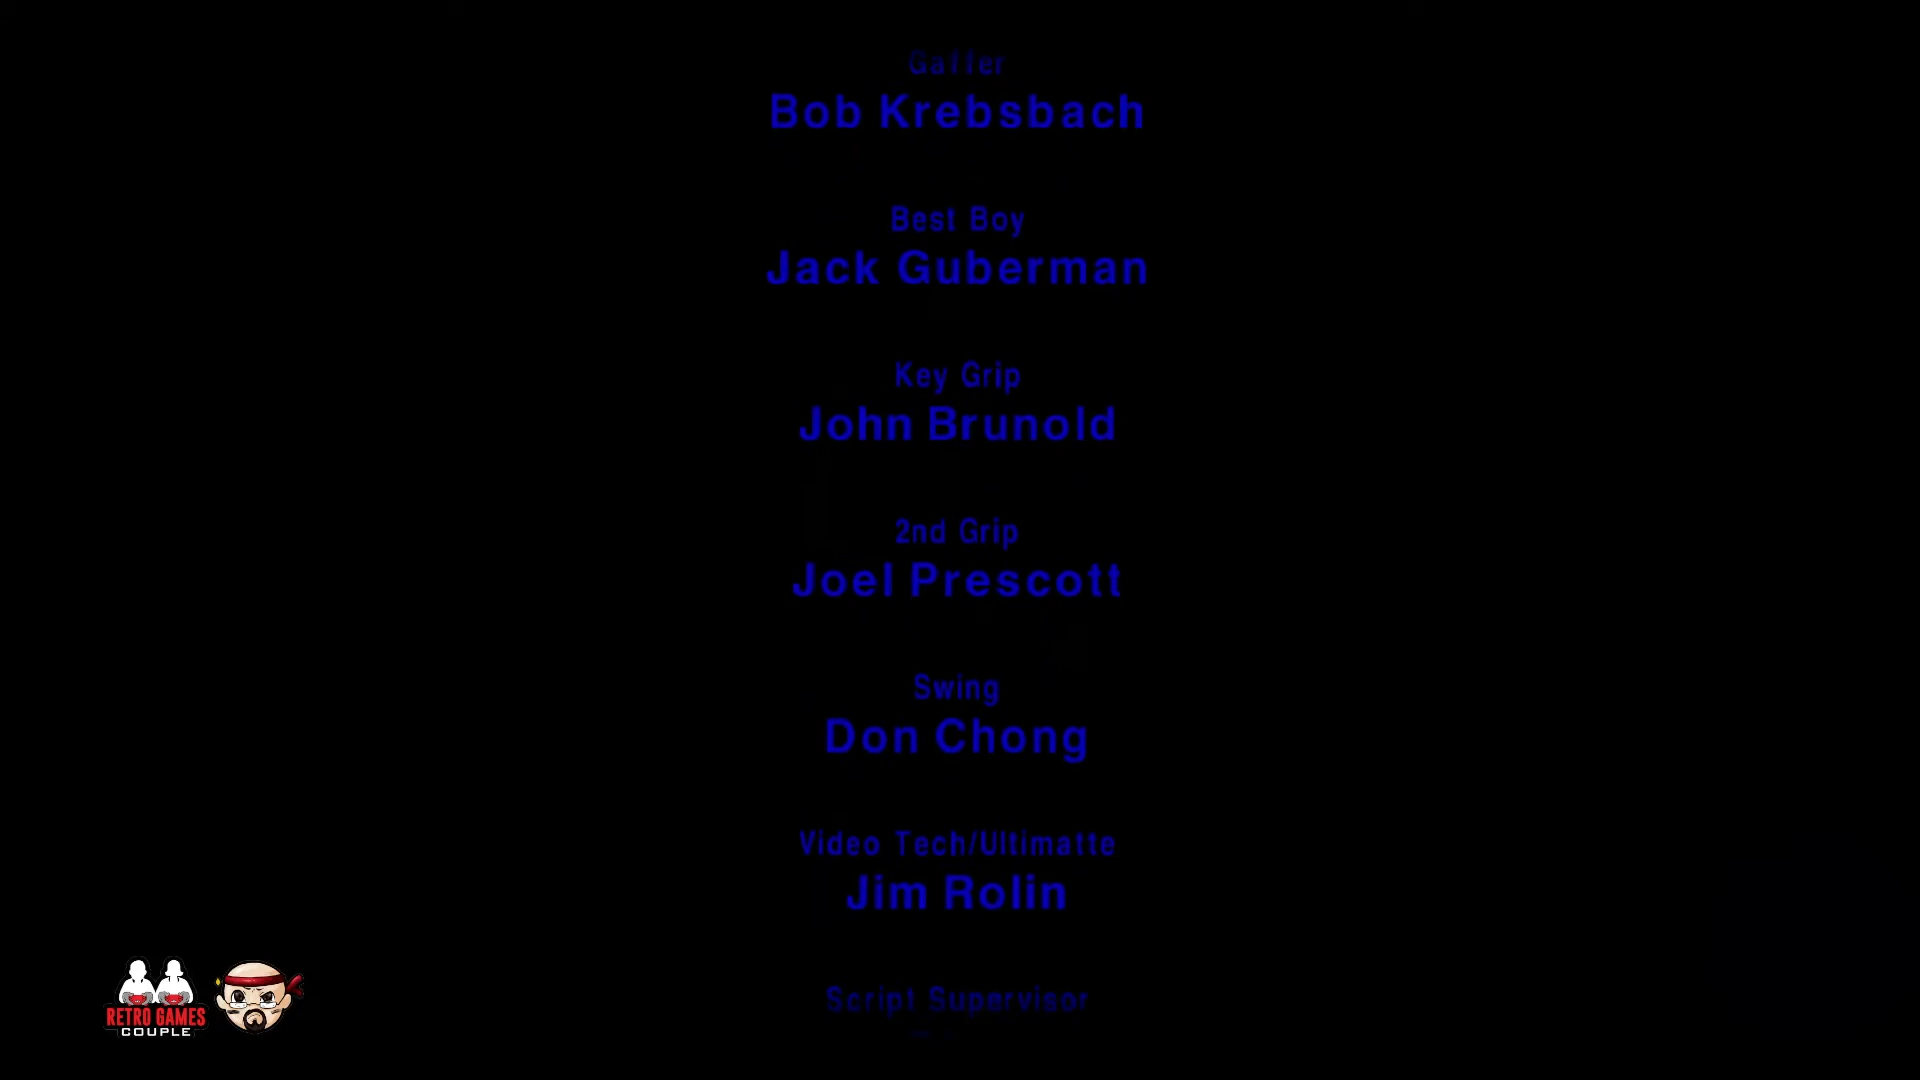 Gaffer
Bob Krebsbach
Best Boy
Jack Guberman
Key Grip
John Brunold
2nd Grip
Joel Prescott
Swing
Don Chong
Video Tech/Ultimatte
Jim Rolin
Script Supervisor
RETRO GAMES
COUPLE